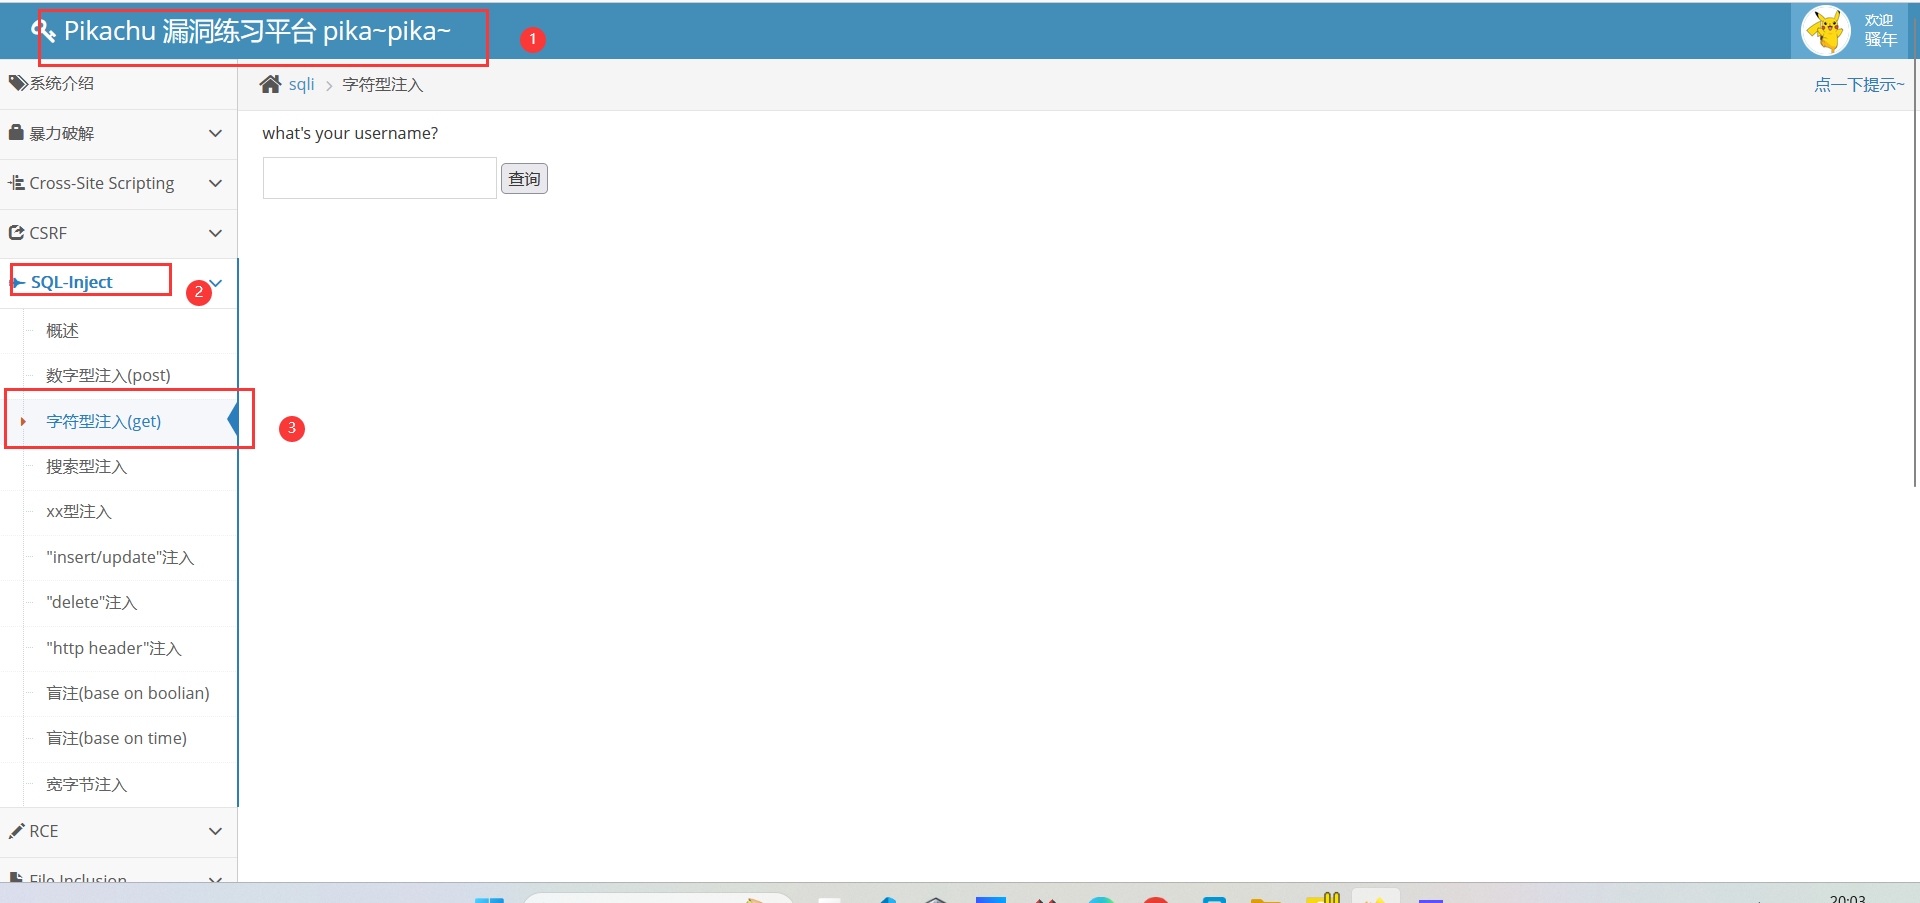 Pikachu 漏洞练习平台 pika~pika~
1
欢迎
骚年
系统介绍
sqli
字符型注入
点一下提示~
暴力破解
what's your username?
查询
Cross-Site Scripting
CSRF
SQL-Inject
2
概述
数字型注入(post)
字符型注入(get)
3
搜索型注入
xx型注入
"insert/update"注入
"delete"注入
"http header"注入
盲注(base on boolian)
盲注(base on time)
宽字节注入
RCE
File Inclusion
20:03